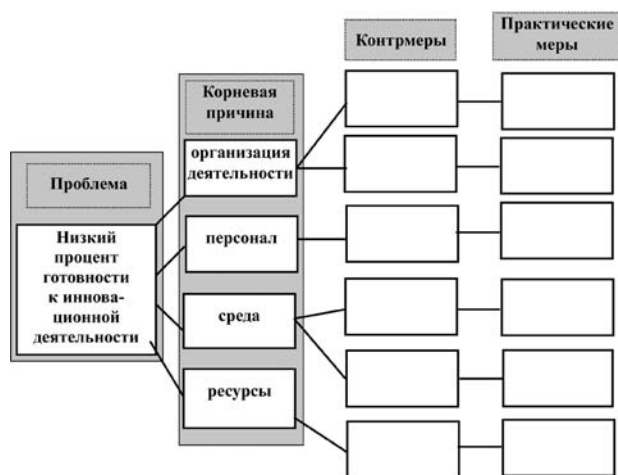 Контрмеры
Практические
меры
Корневая
причина
организация
деятельности
Проблема
Низкий
процент
готовности
к иннова-
ционной
деятельности
персонал
среда
ресурсы